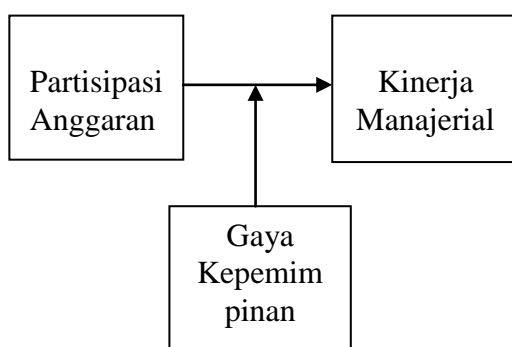 Partisipasi
Anggaran
Kinerja
Manajerial
Gaya
Kepemim
pinan